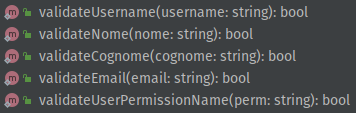 m validateUsername(username: string): bool
m validateNome(nome: string): bool
m validateCognome(cognome: string): bool
m validateEmail(email: string): bool
m validateUserPermissionName(perm: string): bool